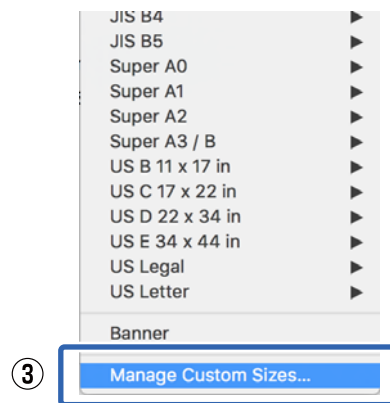 JIS B4
JIS B5
Super A0
Super A1
Super A2
Super A3 / B
US B 11 x 17 in
US C 17 x 22 in
US D 22 x 34 in
US E 34 x 44 in
US Legal
US Letter
Banner
③ Manage Custom Sizes...